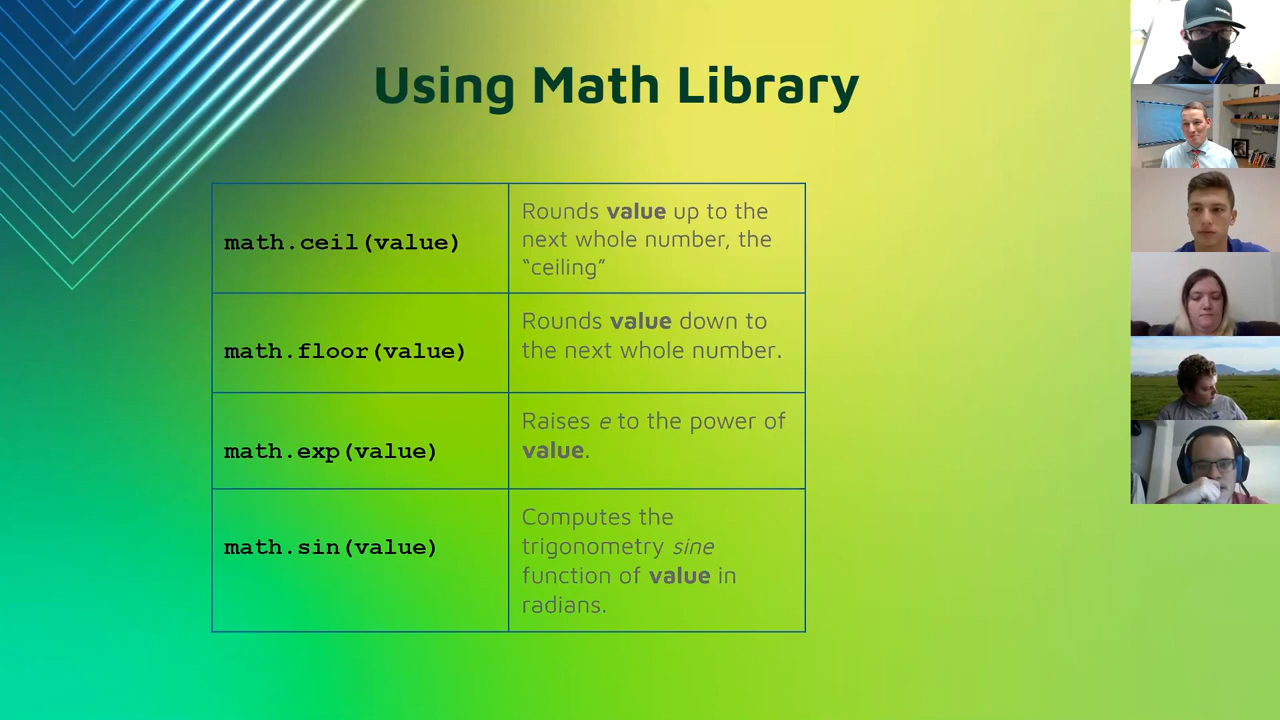 Using Math Library
math.ceil(value)
Rounds value up to the
next whole number, the
“ceiling”
math.floor(value)
Rounds value down to
the next whole number.
math.exp(value)
Raises e to the power of
value.
math.sin(value)
Computes the
trigonometry sine
function of value in
radians.